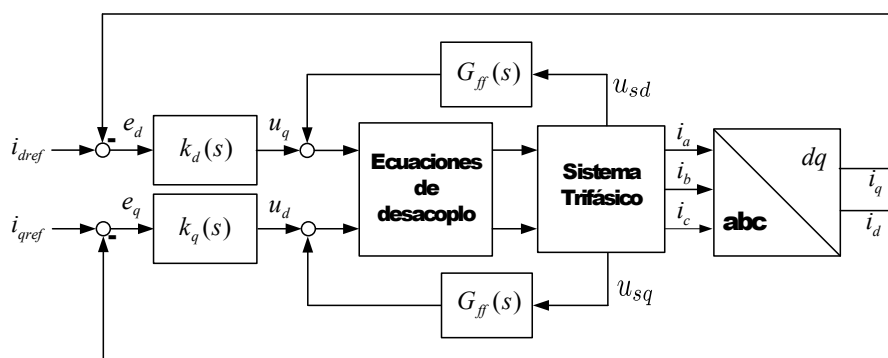 G_ff(s)
u_sd
i_dref
-
e_d
k_d(s)
u_q
Ecuaciones
de
desacoplo
Sistema
Trifásico
i_a
i_b
i_c
dq
abc
i_q
i_d
i_qref
-
e_q
k_q(s)
u_d
G_ff(s)
u_sq